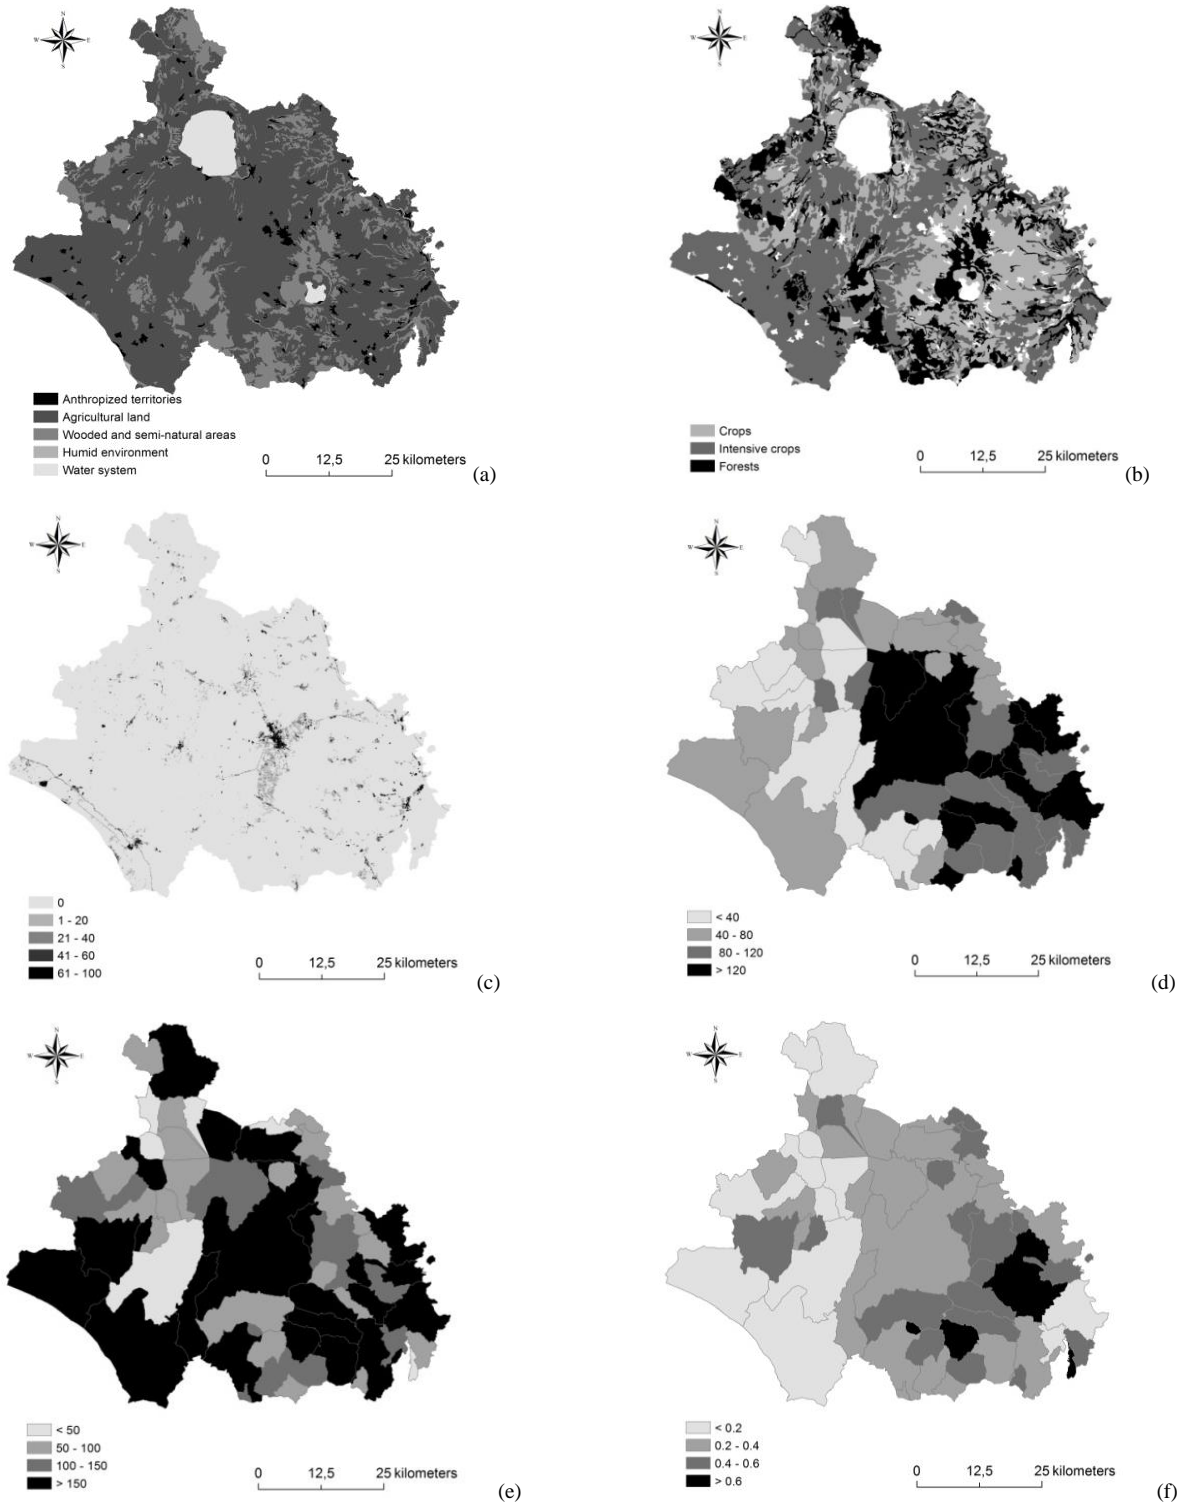 N
W E
S
Anthropized territories
Agricultural land
Wooded and semi-natural areas
Humid environment
Water system
0 12,5 25 kilometers
(a)
N
W E
S
Crops
Intensive crops
Forests
0 12,5 25 kilometers
(b)
N
W E
S
0
1 - 20
21 - 40
41 - 60
61 - 100
0 12,5 25 kilometers
(c)
N
W E
S
< 40
40 - 80
80 - 120
> 120
0 12,5 25 kilometers
(d)
N
W E
S
< 50
50 - 100
100 - 150
> 150
0 12,5 25 kilometers
(e)
N
W E
S
< 0.2
0.2 - 0.4
0.4 - 0.6
> 0.6
0 12,5 25 kilometers
(f)